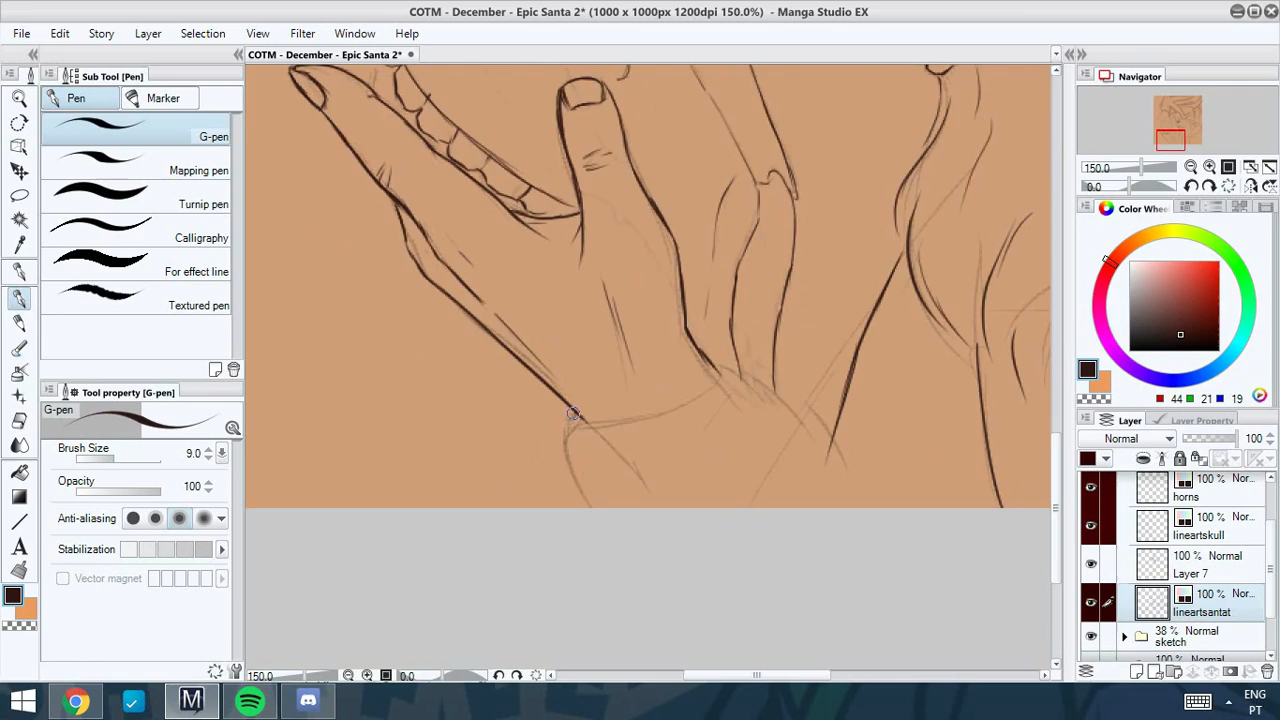 COTM - December - Epic Santa 2* (1000 x 1000px 1200dpi 150.0%)  - Manga Studio EX
File Edit Story Layer Selection View Filter Window Help
COTM - December - Epic Santa 2*
Sub Tool [Pen]
Pen Marker
G-pen
Mapping pen
Turnip pen
Calligraphy
For effect line
Textured pen
Tool property [G-pen]
G-pen
Brush Size 9.0
Opacity 100
Anti-aliasing
Stabilization
Vector magnet
Navigator
150.0
0.0
Color Whee
44 21 19
Layer Layer Property
Normal 100
100 % Nor...
horns
100 % Nor...
lineartskull
100 % Normal
Layer 7
100 % Nor...
lineartsantat
38 % Normal
sketch
100 % Normal
150.0 0.0
M
ENG
PT